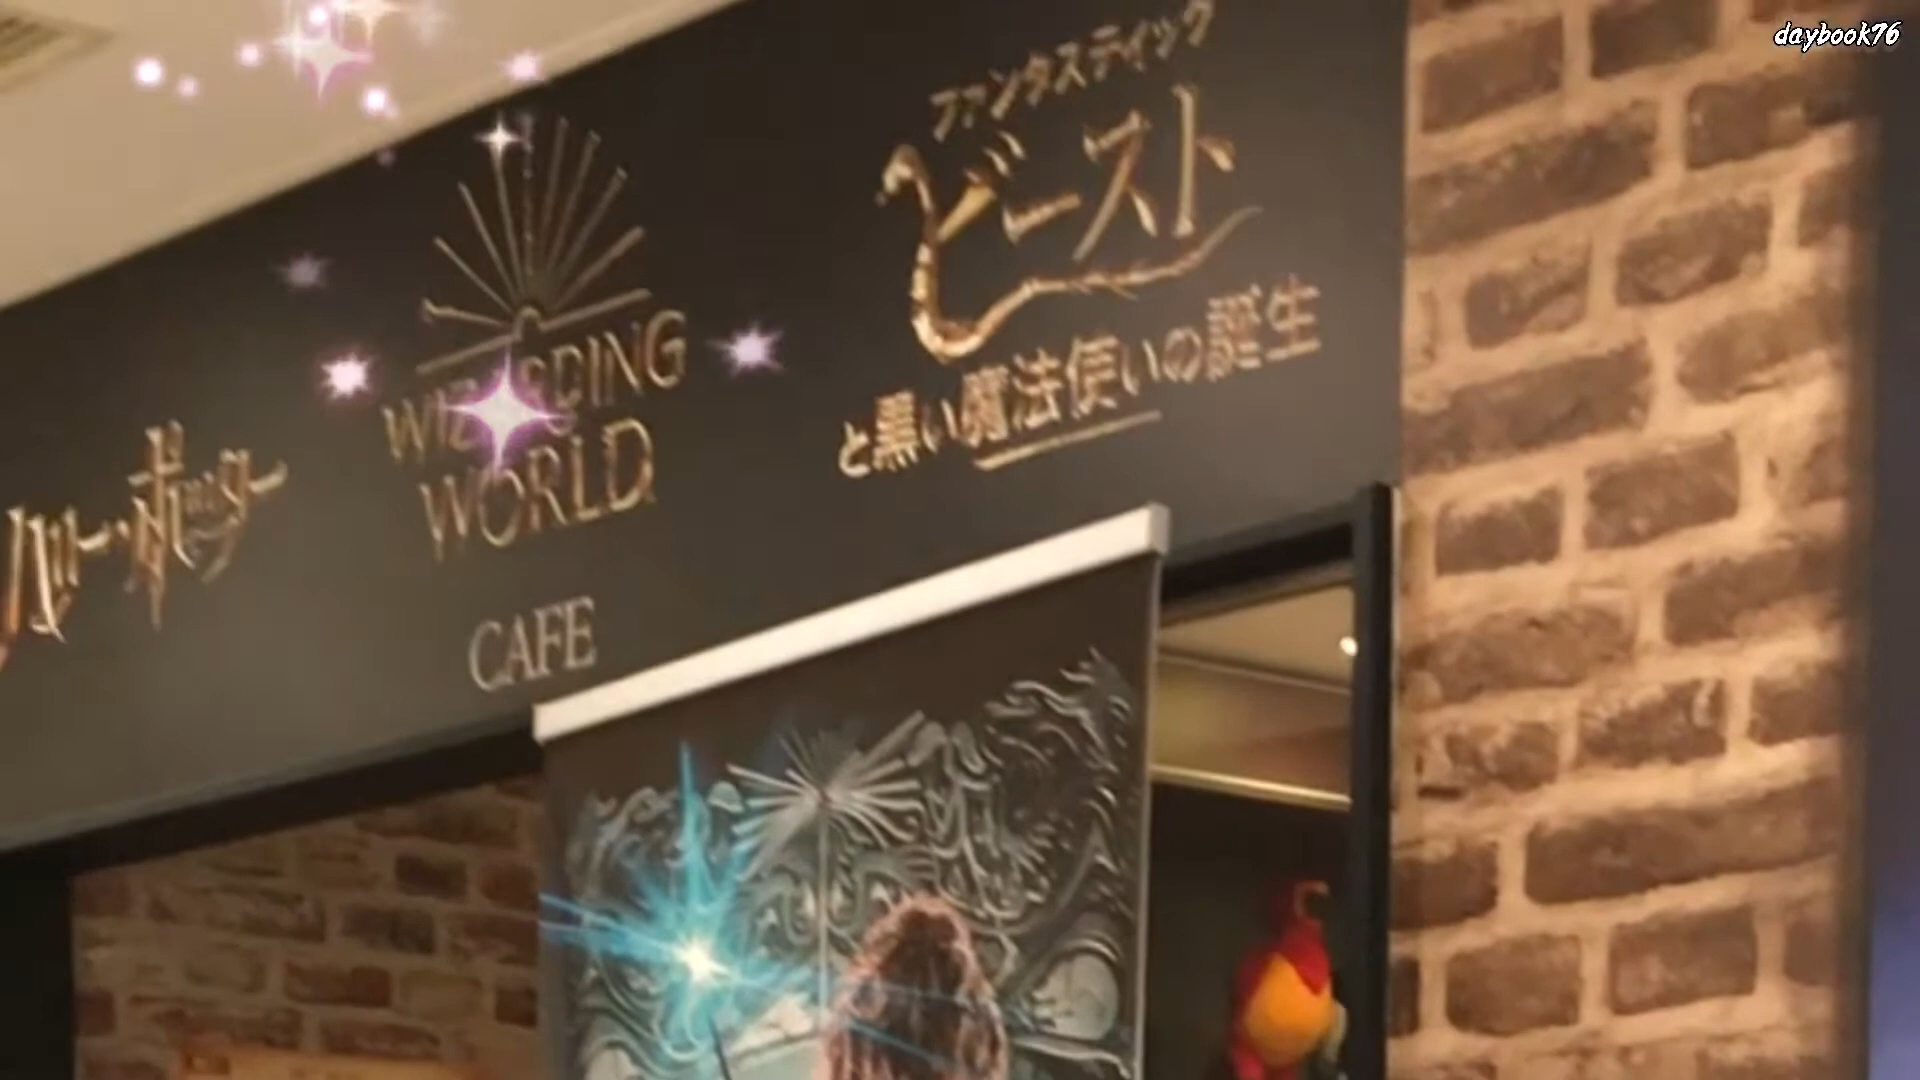 daybook76
ファンタスティック
ビースト
と黒い魔法使いの誕生
WIZARDING
WORLD
ハリー・ポッター
CAFE